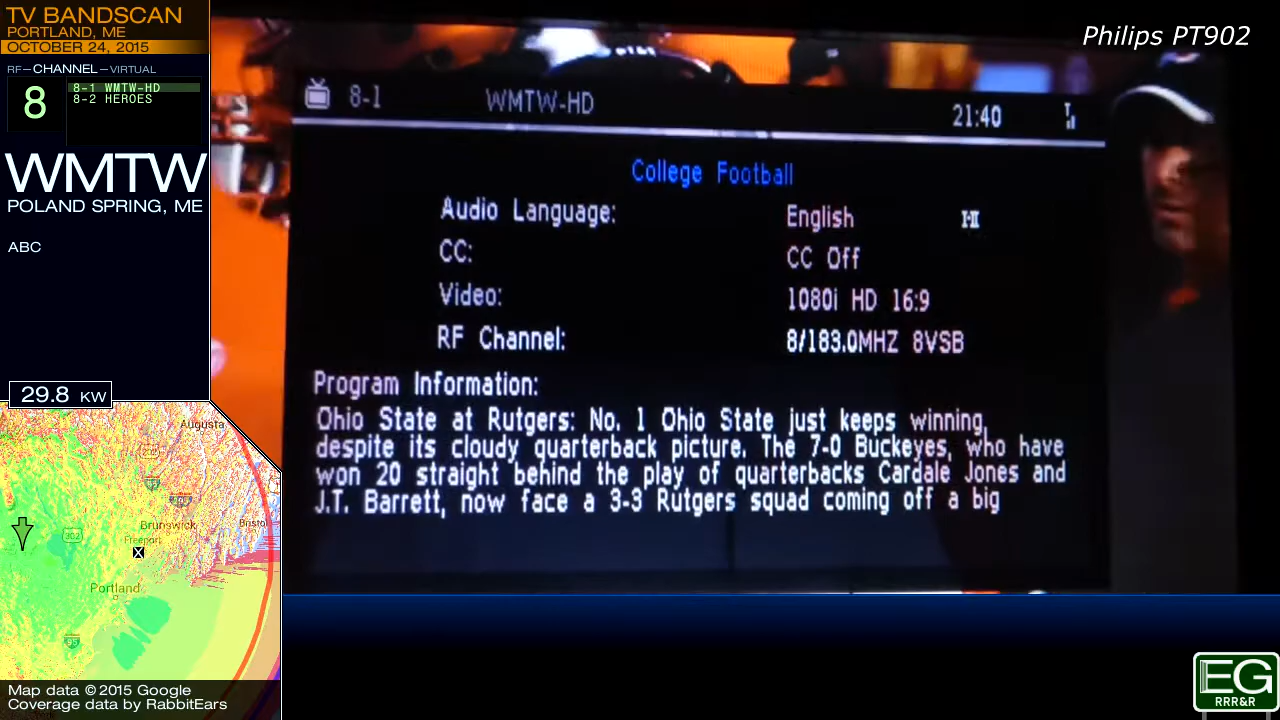 TV BANDSCAN
PORTLAND, ME
OCTOBER 24, 2015
RF—CHANNEL—VIRTUAL
8
8-1 WMTW-HD
8-2 HEROES
WMTW
POLAND SPRING, ME
ABC
29.8 KW
Augusta
Brunswick
Bristol
Freeport
302
Portland
95
Map data ©2015 Google
Coverage data by RabbitEars
Philips PT902
8-1 WMTW-HD 21:40
College Football
Audio Language: English I-II
CC: CC Off
Video: 1080i HD 16:9
RF Channel: 8/183.0MHZ 8VSB
Program Information:
Ohio State at Rutgers: No. 1 Ohio State just keeps winning,
despite its cloudy quarterback picture. The 7-0 Buckeyes, who have
won 20 straight behind the play of quarterbacks Cardale Jones and
J.T. Barrett, now face a 3-3 Rutgers squad coming off a big
EG
RRR&R